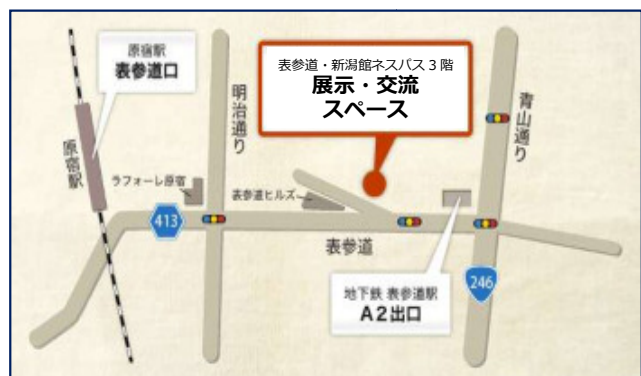 原宿駅
表参道口
原宿駅
明治通り
表参道・新潟館ネスパス３階
展示・交流
スペース
青山通り
ラフォーレ原宿
表参道ヒルズ
413
表参道
地下鉄 表参道駅
A2出口
246